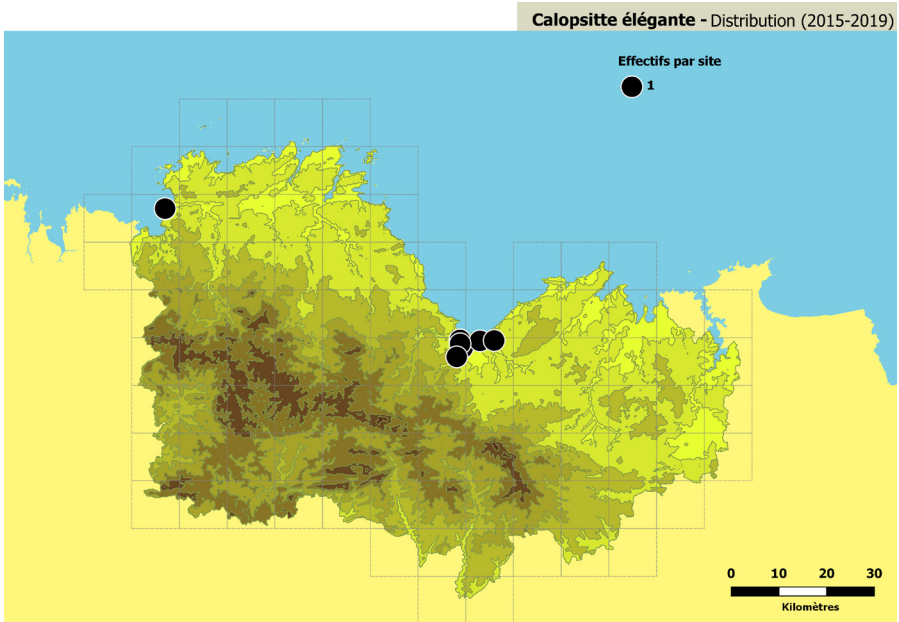 Calopsitte élégante - Distribution (2015-2019)
Effectifs par site
1
0 10 20 30
Kilomètres